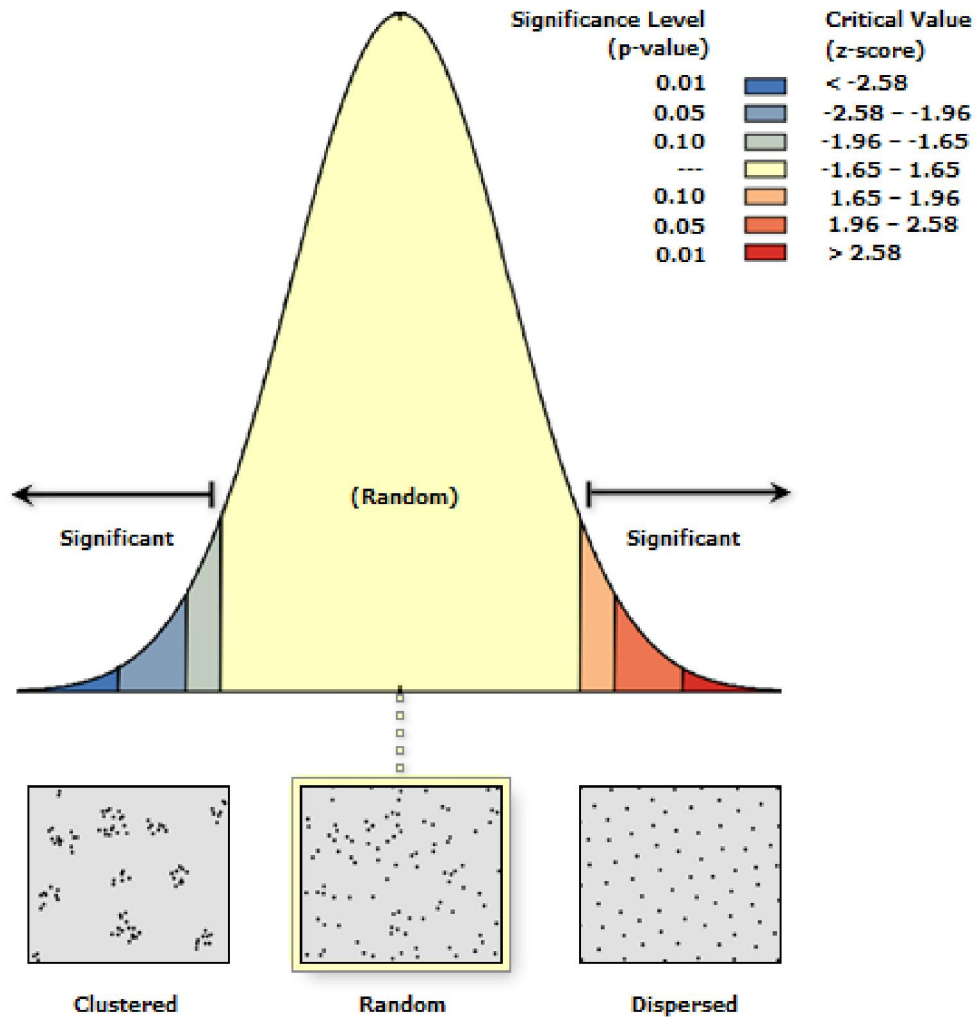 Significance Level
(p-value)
Critical Value
(z-score)
0.01 < -2.58
0.05 -2.58 – -1.96
0.10 -1.96 – -1.65
--- -1.65 – 1.65
0.10 1.65 – 1.96
0.05 1.96 – 2.58
0.01 > 2.58
(Random)
Significant
Significant
Clustered
Random
Dispersed